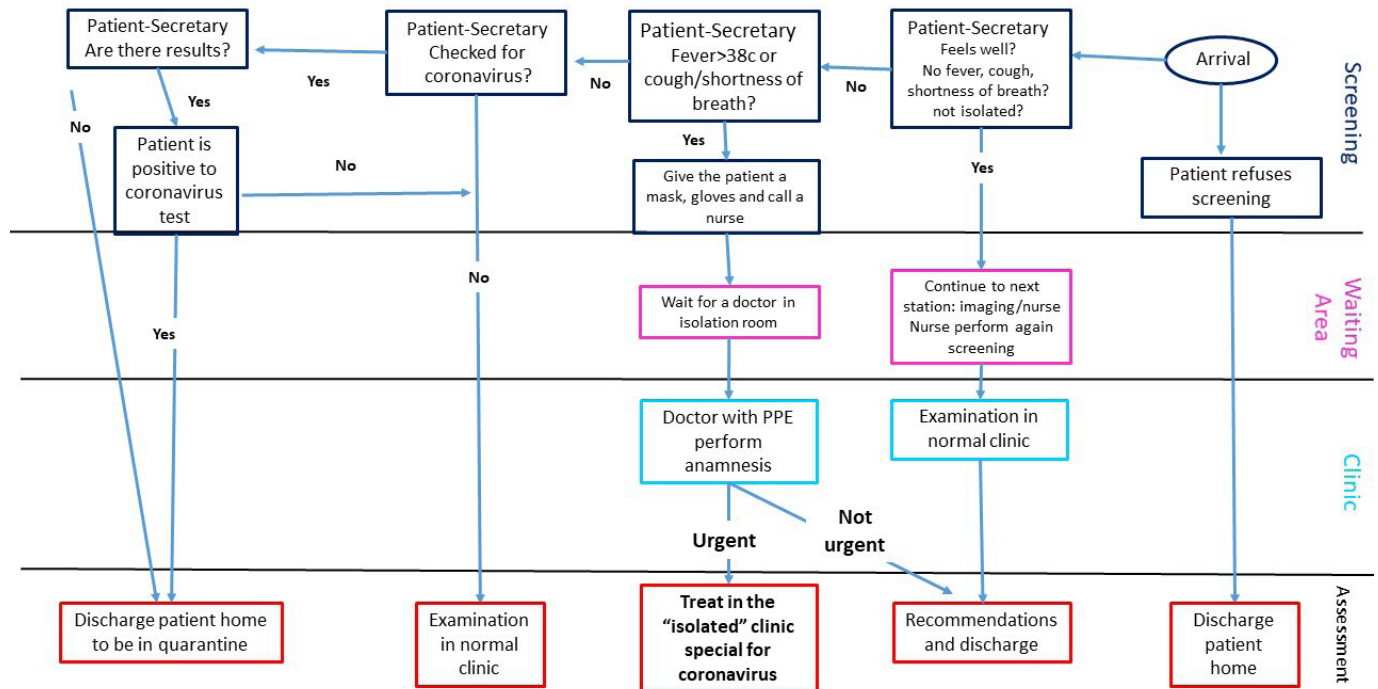 Patient-Secretary
Are there results?
Patient-Secretary
Checked for
coronavirus?
Patient-Secretary
Fever>38c or
cough/shortness of
breath?
Patient-Secretary
Feels well?
No fever, cough,
shortness of breath?
not isolated?
Arrival
Screening
Yes
No
No
Yes
No
Patient is
positive to
coronavirus
test
No
Yes
Give the patient a
mask, gloves and call a
nurse
Yes
Patient refuses
screening
No
Yes
Wait for a doctor in
isolation room
Continue to next
station: imaging/nurse
Nurse perform again
screening
Waiting
Area
Doctor with PPE
perform
anamnesis
Examination in
normal clinic
Clinic
Urgent
Not
urgent
Discharge patient home
to be in quarantine
Examination
in normal
clinic
Treat in the
“isolated” clinic
special for
coronavirus
Recommendations
and discharge
Discharge
patient
home
Assessment